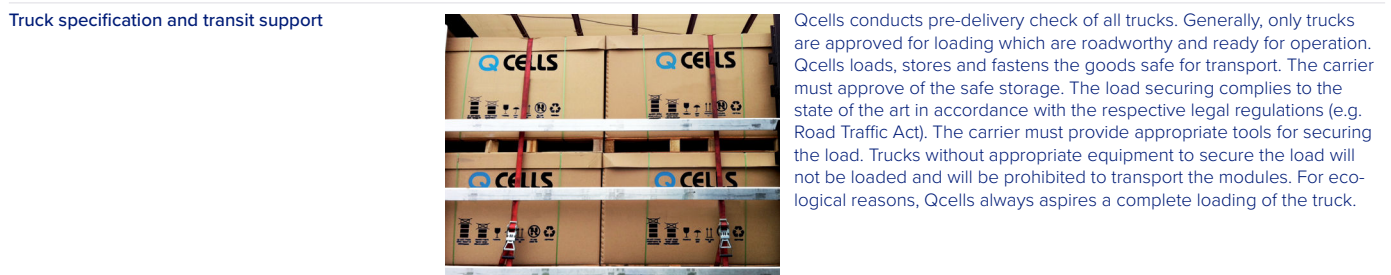 Truck specification and transit support
Qcells conducts pre-delivery check of all trucks. Generally, only trucks
are approved for loading which are roadworthy and ready for operation.
Qcells loads, stores and fastens the goods safe for transport. The carrier
must approve of the safe storage. The load securing complies to the
state of the art in accordance with the respective legal regulations (e.g.
Road Traffic Act). The carrier must provide appropriate tools for securing
the load. Trucks without appropriate equipment to secure the load will
not be loaded and will be prohibited to transport the modules. For eco-
logical reasons, Qcells always aspires a complete loading of the truck.
Q CELLS
Q CELLS
Q CELLS
Q CELLS